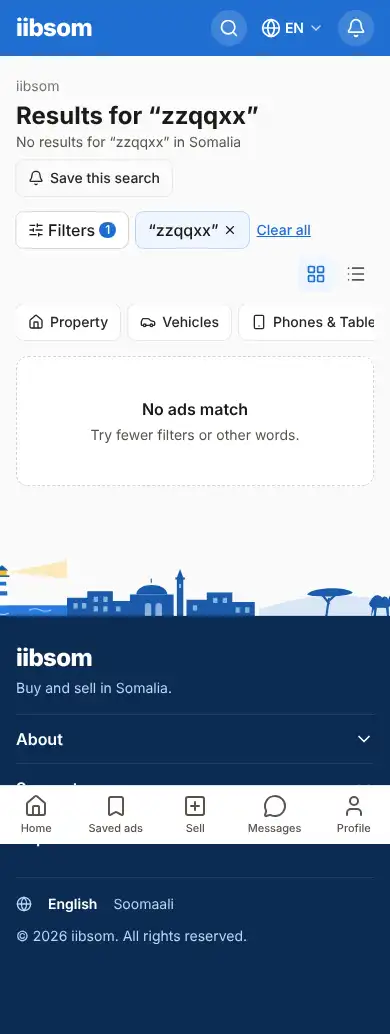 iibsom
EN
iibsom
Results for “zzqqxx”
No results for “zzqqxx” in Somalia
Save this search
Filters 1
“zzqqxx” ×
Clear all
Property
Vehicles
Phones & Table
No ads match
Try fewer filters or other words.
iibsom
Buy and sell in Somalia.
About
Home
Saved ads
Sell
Messages
Profile
English
Soomaali
© 2026 iibsom. All rights reserved.